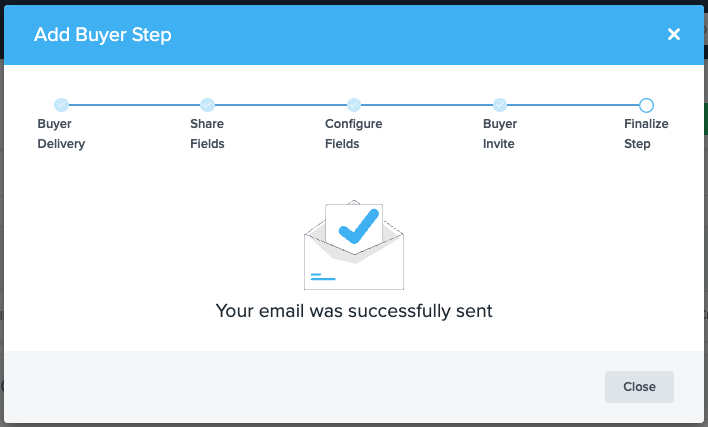 Add Buyer Step
Buyer
Delivery
Share
Fields
Configure
Fields
Buyer
Invite
Finalize
Step
Your email was successfully sent
Close